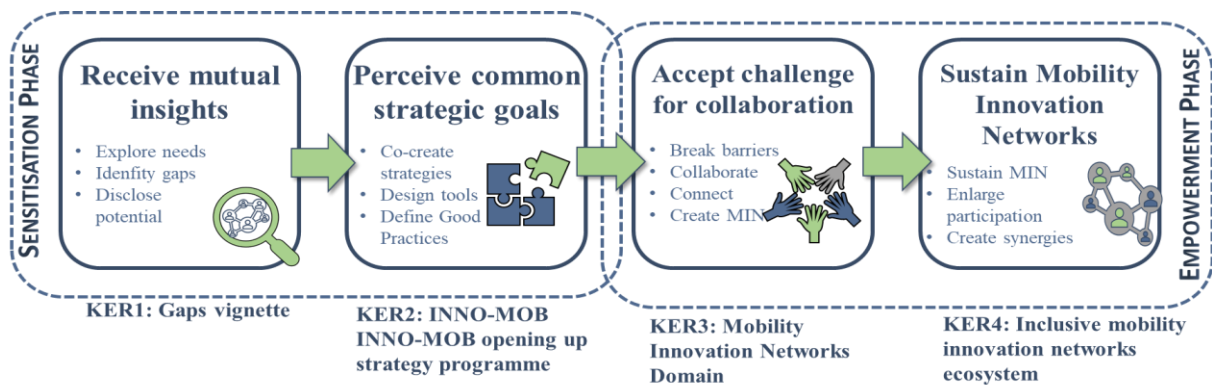 SENSITISATION PHASE
Receive mutual
insights
• Explore needs
• Idenfity gaps
• Disclose
potential
KER1: Gaps vignette
Perceive common
strategic goals
• Co-create
strategies
• Design tools
• Define Good
Practices
KER2: INNO-MOB
INNO-MOB opening up
strategy programme
Accept challenge
for collaboration
• Break barriers
• Collaborate
• Connect
• Create MIN
KER3: Mobility
Innovation Networks
Domain
Sustain Mobility
Innovation
Networks
• Sustain MIN
• Enlarge
participation
• Create synergies
KER4: Inclusive mobility
innovation networks
ecosystem
EMPOWERMENT PHASE